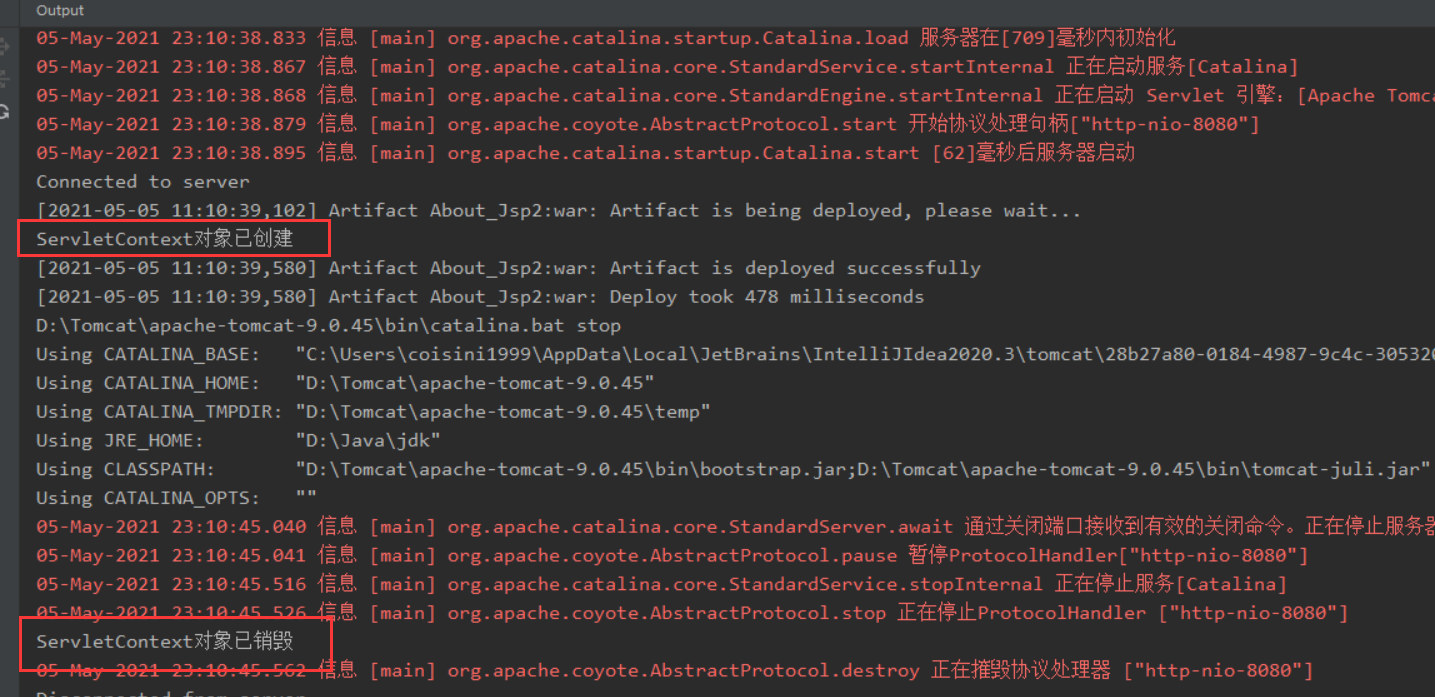 Output
05-May-2021 23:10:38.833 信息 [main] org.apache.catalina.startup.Catalina.load 服务器在[709]毫秒内初始化
05-May-2021 23:10:38.867 信息 [main] org.apache.catalina.core.StandardService.startInternal 正在启动服务[Catalina]
05-May-2021 23:10:38.868 信息 [main] org.apache.catalina.core.StandardEngine.startInternal 正在启动 Servlet 引擎：[Apache Tomca
05-May-2021 23:10:38.879 信息 [main] org.apache.coyote.AbstractProtocol.start 开始协议处理句柄["http-nio-8080"]
05-May-2021 23:10:38.895 信息 [main] org.apache.catalina.startup.Catalina.start [62]毫秒后服务器启动
Connected to server
[2021-05-05 11:10:39,102] Artifact About_Jsp2:war: Artifact is being deployed, please wait...
ServletContext对象已创建
[2021-05-05 11:10:39,580] Artifact About_Jsp2:war: Artifact is deployed successfully
[2021-05-05 11:10:39,580] Artifact About_Jsp2:war: Deploy took 478 milliseconds
D:\Tomcat\apache-tomcat-9.0.45\bin\catalina.bat stop
Using CATALINA_BASE:   "C:\Users\coisini1999\AppData\Local\JetBrains\IntelliJIdea2020.3\tomcat\28b27a80-0184-4987-9c4c-305320
Using CATALINA_HOME:   "D:\Tomcat\apache-tomcat-9.0.45"
Using CATALINA_TMPDIR: "D:\Tomcat\apache-tomcat-9.0.45\temp"
Using JRE_HOME:        "D:\Java\jdk"
Using CLASSPATH:       "D:\Tomcat\apache-tomcat-9.0.45\bin\bootstrap.jar;D:\Tomcat\apache-tomcat-9.0.45\bin\tomcat-juli.jar"
Using CATALINA_OPTS:   ""
05-May-2021 23:10:45.040 信息 [main] org.apache.catalina.core.StandardServer.await 通过关闭端口接收到有效的关闭命令。正在停止服务器
05-May-2021 23:10:45.041 信息 [main] org.apache.coyote.AbstractProtocol.pause 暂停ProtocolHandler["http-nio-8080"]
05-May-2021 23:10:45.516 信息 [main] org.apache.catalina.core.StandardService.stopInternal 正在停止服务[Catalina]
05-May-2021 23:10:45.526 信息 [main] org.apache.coyote.AbstractProtocol.stop 正在停止ProtocolHandler ["http-nio-8080"]
ServletContext对象已销毁
05-May-2021 23:10:45.562 信息 [main] org.apache.coyote.AbstractProtocol.destroy 正在摧毁协议处理器 ["http-nio-8080"]
Disconnected from server